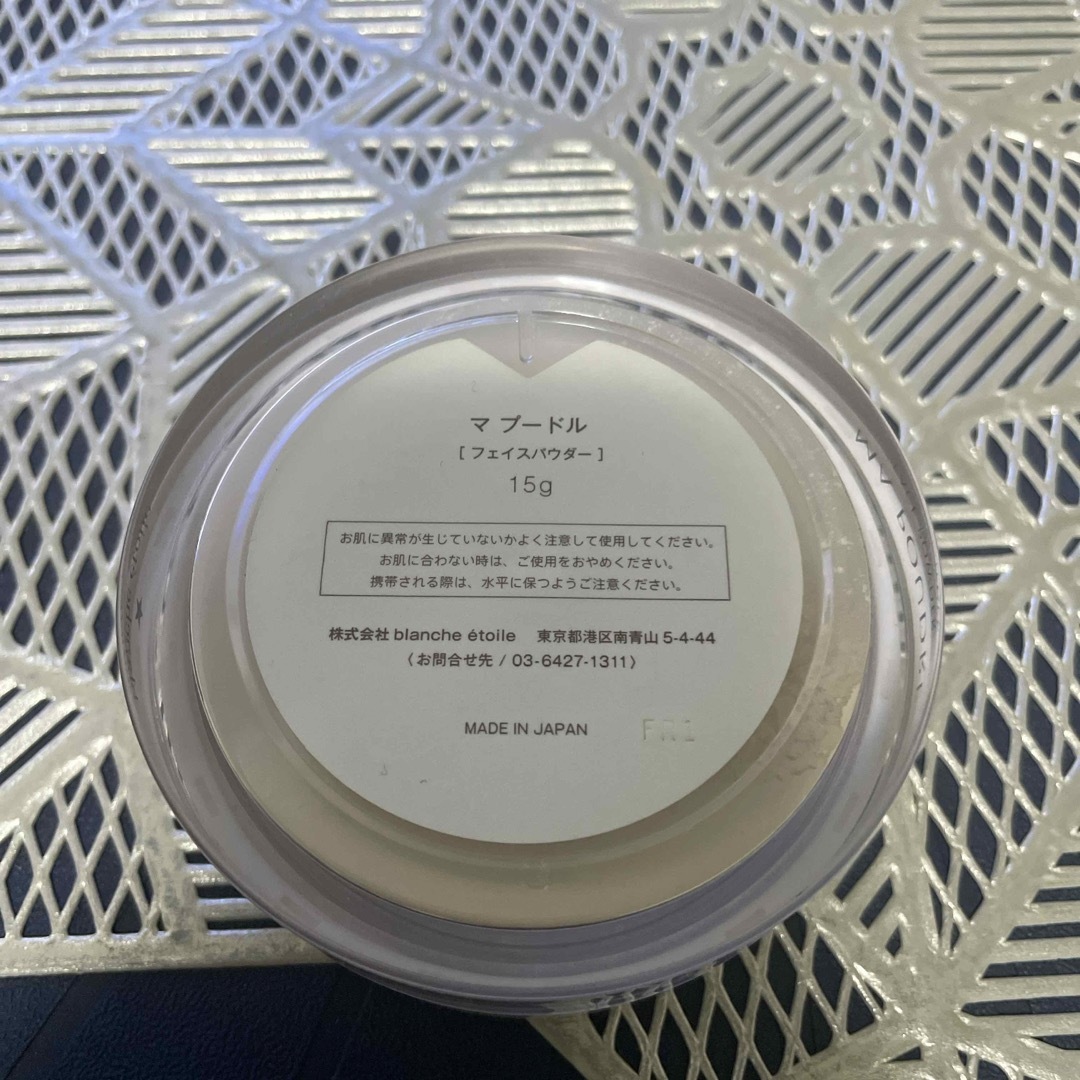 マ プードル
[ フェイスパウダー ]
15g
お肌に異常が生じていないかよく注意して使用してください。
お肌に合わない時は、ご使用をおやめください。
携帯される際は、水平に保つようご注意ください。
株式会社 blanche étoile 東京都港区南青山 5-4-44
〈お問合せ先 / 03-6427-1311〉
MADE IN JAPAN